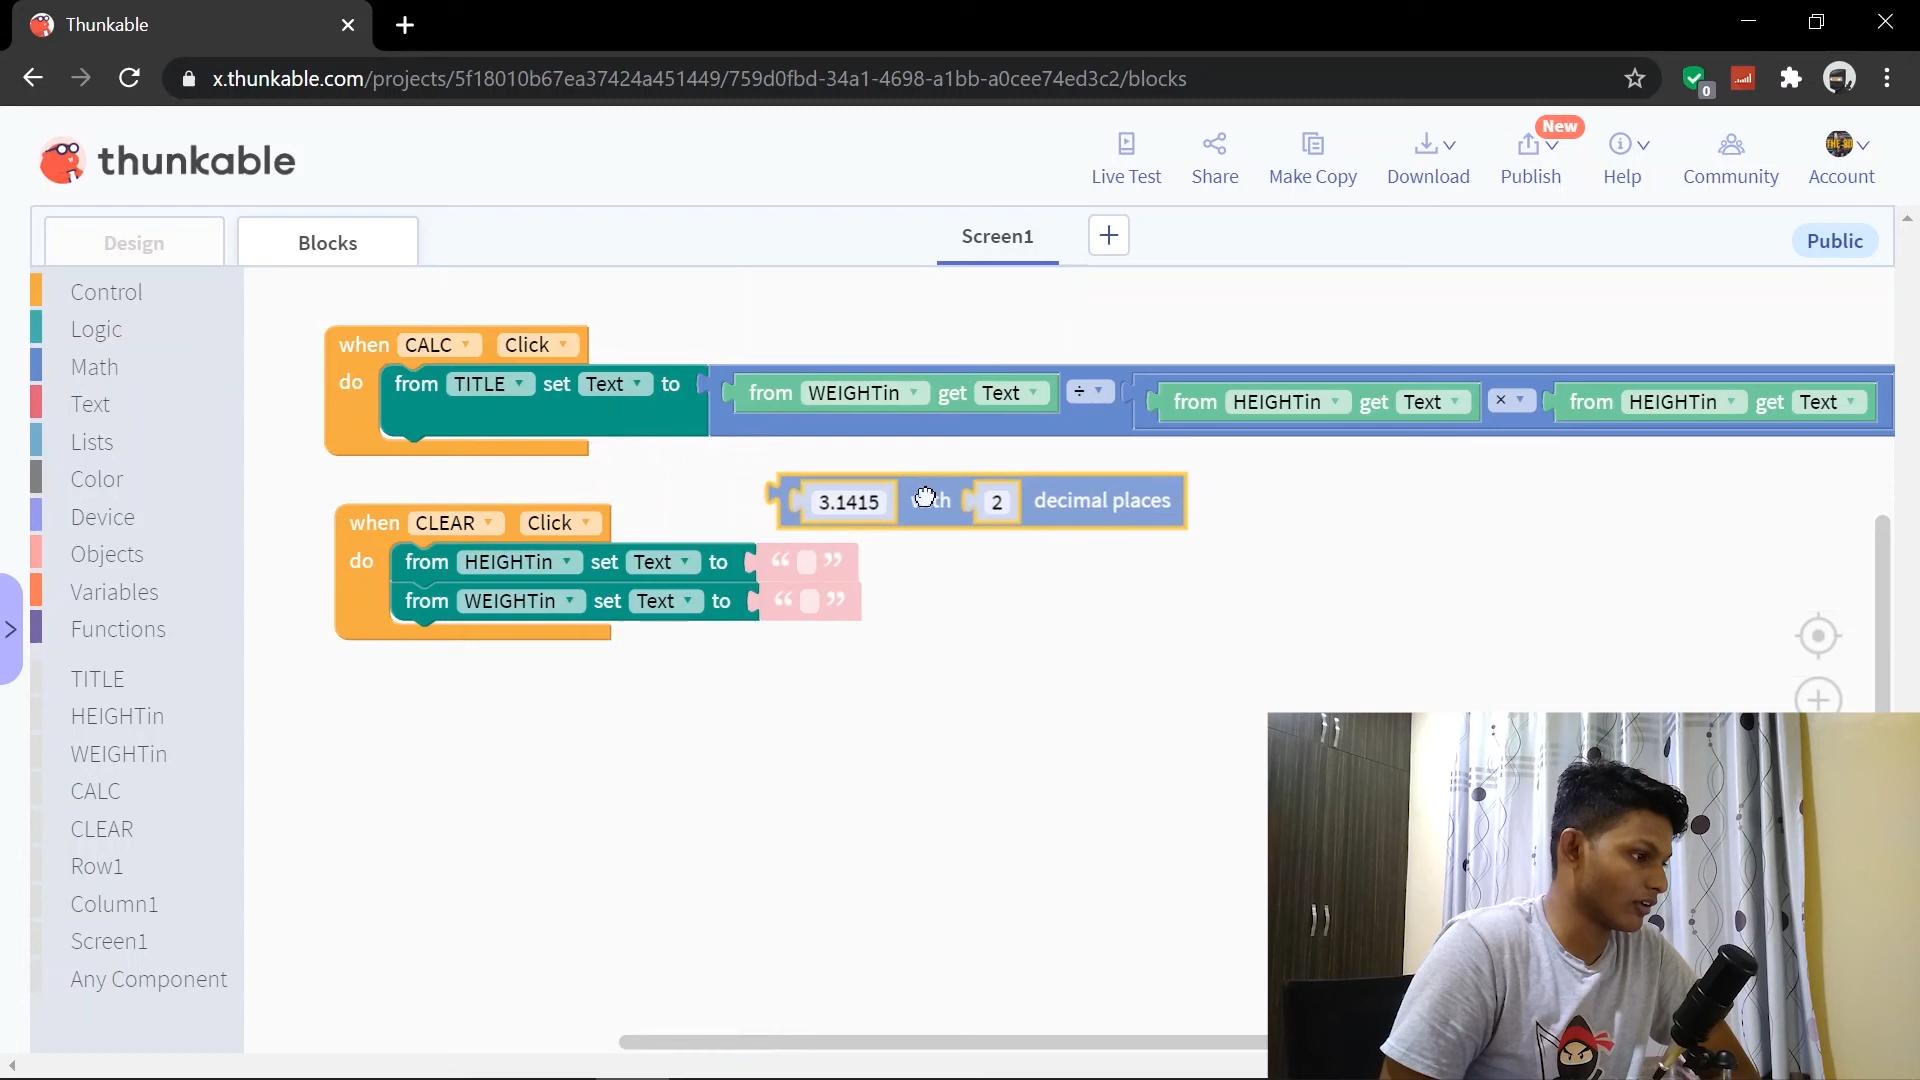 Thunkable
x.thunkable.com/projects/5f18010b67ea37424a451449/759d0fbd-34a1-4698-a1bb-a0cee74ed3c2/blocks
0
thunkable
New
Live Test Share Make Copy Download Publish Help Community Account
Design Blocks Screen1 Public
Control
Logic
Math
Text
Lists
Color
Device
Objects
Variables
Functions
TITLE
HEIGHTin
WEIGHTin
CALC
CLEAR
Row1
Column1
Screen1
Any Component
when CALC Click
do from TITLE set Text to from WEIGHTin get Text ÷ from HEIGHTin get Text × from HEIGHTin get Text
3.1415 2 decimal places
when CLEAR Click
do from HEIGHTin set Text to “ ”
from WEIGHTin set Text to “ ”